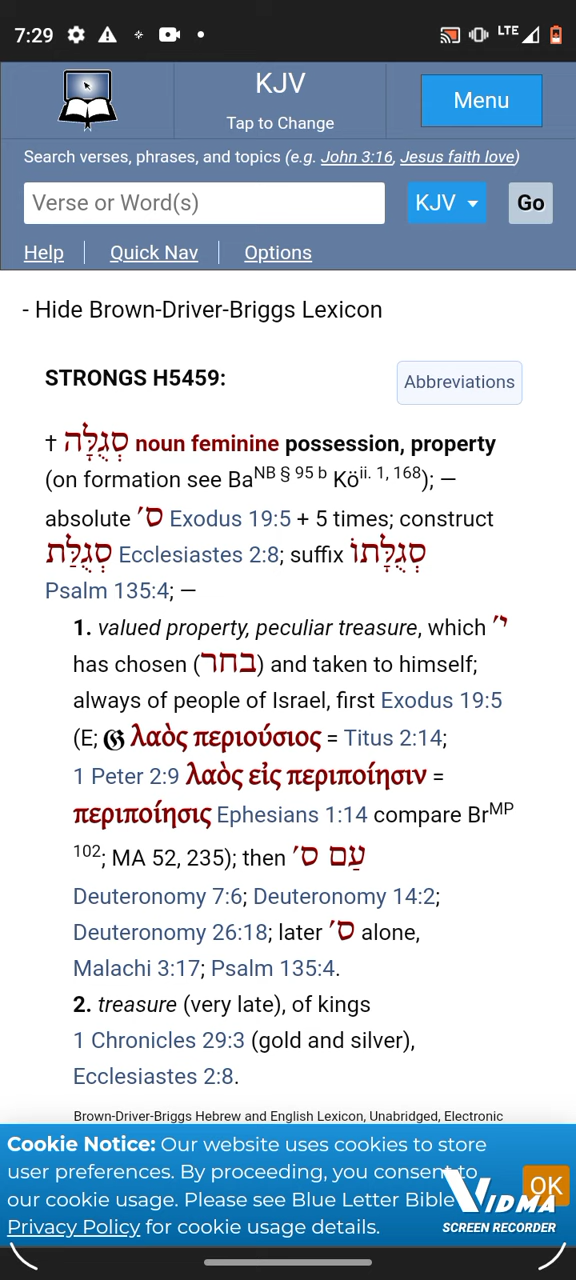 7:29
LTE
KJV
Tap to Change
Menu
Search verses, phrases, and topics (e.g. John 3:16, Jesus faith love)
Verse or Word(s)
KJV
Go
Help
Quick Nav
Options
- Hide Brown-Driver-Briggs Lexicon
STRONGS H5459:
Abbreviations
† סְגֻלָּה noun feminine possession, property
(on formation see Ba NB § 95 b Kö ii. 1, 168); —
absolute ס׳ Exodus 19:5 + 5 times; construct
סְגֻלַּת Ecclesiastes 2:8; suffix סְגֻלָּתוֹ
Psalm 135:4; —
1. valued property, peculiar treasure, which י׳
has chosen (בחר) and taken to himself;
always of people of Israel, first Exodus 19:5
(E; 𝔊 λαὸς περιούσιος = Titus 2:14;
1 Peter 2:9 λαὸς εἰς περιποίησιν =
περιποίησις Ephesians 1:14 compare Br MP
102; MA 52, 235); then עַם ס׳
Deuteronomy 7:6; Deuteronomy 14:2;
Deuteronomy 26:18; later ס׳ alone,
Malachi 3:17; Psalm 135:4.
2. treasure (very late), of kings
1 Chronicles 29:3 (gold and silver),
Ecclesiastes 2:8.
Brown-Driver-Briggs Hebrew and English Lexicon, Unabridged, Electronic
Cookie Notice: Our website uses cookies to store
user preferences. By proceeding, you consent to
our cookie usage. Please see Blue Letter Bible
Privacy Policy for cookie usage details.
OK
VIDMA
SCREEN RECORDER